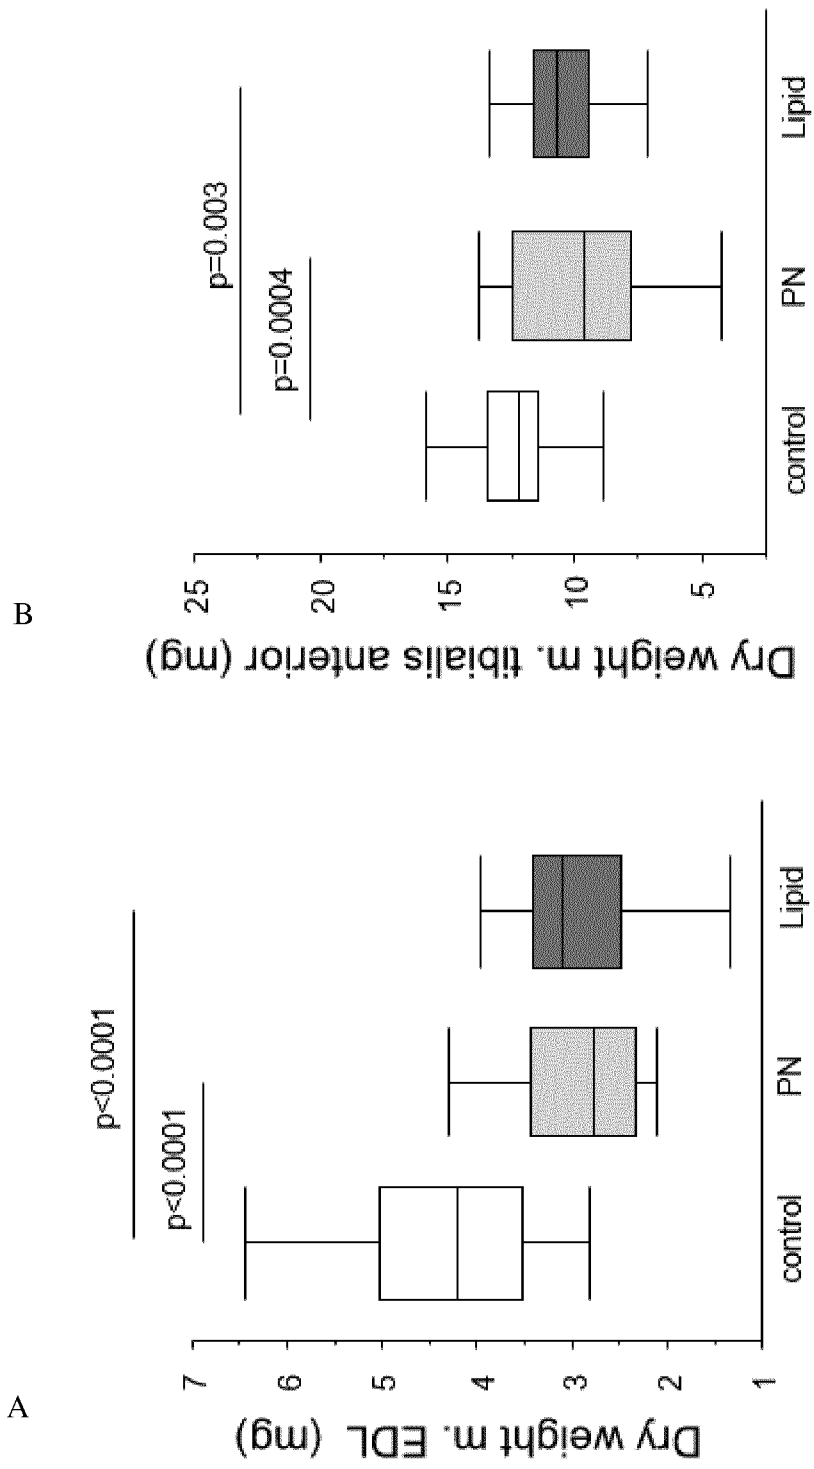 A
Dry weight m. EDL (mg)
7
6
5
4
3
2
1
p<0.0001
p<0.0001
control
PN
Lipid
B
Dry weight m. tibialis anterior (mg)
25
20
15
10
5
p=0.003
p=0.0004
control
PN
Lipid